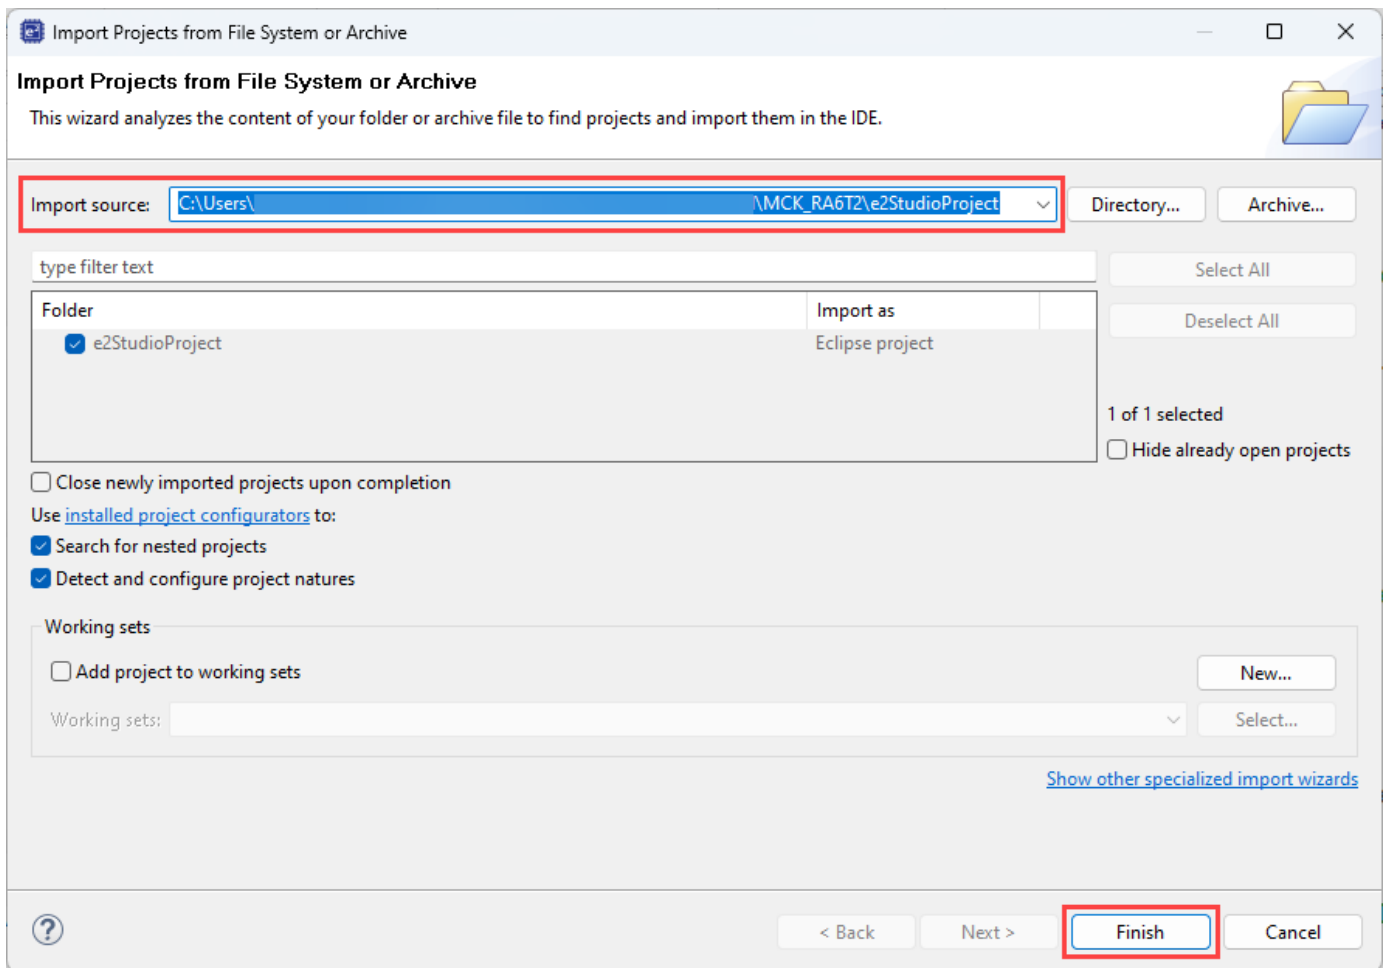 Import Projects from File System or Archive
Import Projects from File System or Archive
This wizard analyzes the content of your folder or archive file to find projects and import them in the IDE.
Import source: C:\Users\ \MCK_RA6T2\e2StudioProject Directory... Archive...
type filter text Select All
Folder Import as Deselect All
e2StudioProject Eclipse project
1 of 1 selected
Hide already open projects
Close newly imported projects upon completion
Use installed project configurators to:
Search for nested projects
Detect and configure project natures
Working sets
Add project to working sets New...
Working sets: Select...
Show other specialized import wizards
? < Back Next > Finish Cancel